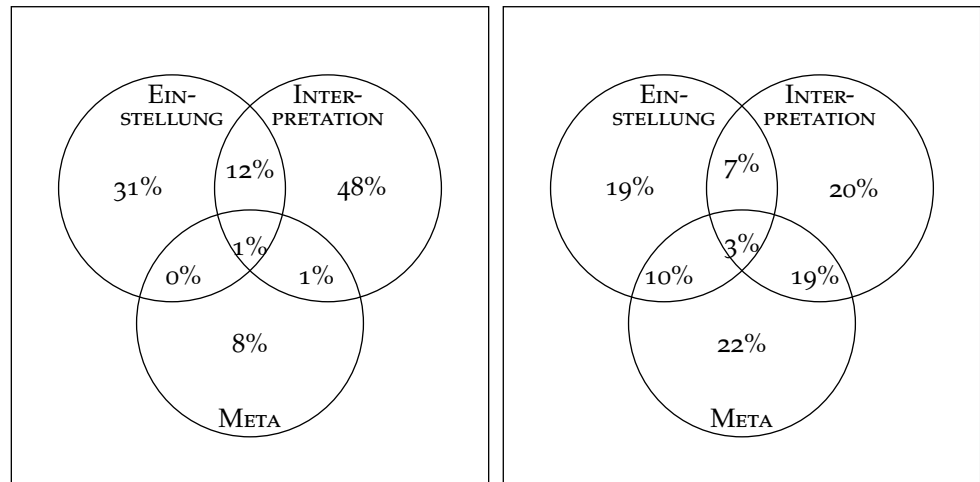 EIN-
STELLUNG
INTER-
PRETATION
31%
12%
48%
1%
0%
1%
8%
META
EIN-
STELLUNG
INTER-
PRETATION
19%
7%
20%
3%
10%
19%
22%
META